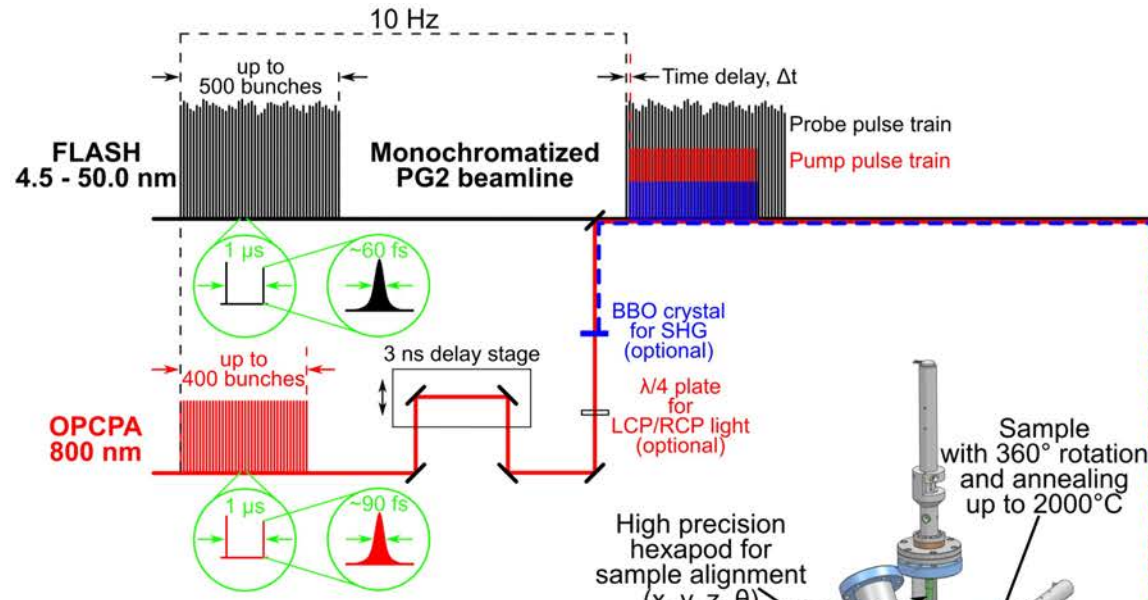 10 Hz
up to
500 bunches
Time delay, Δt
Probe pulse train
Pump pulse train
FLASH
4.5 - 50.0 nm
Monochromatized
PG2 beamline
1 µs
~60 fs
BBO crystal
for SHG
(optional)
3 ns delay stage
up to
400 bunches
λ/4 plate
for
LCP/RCP light
(optional)
OPCPA
800 nm
1 µs
~90 fs
Sample
with 360° rotation
and annealing
up to 2000°C
High precision
hexapod for
sample alignment
(x, y, z, θ)